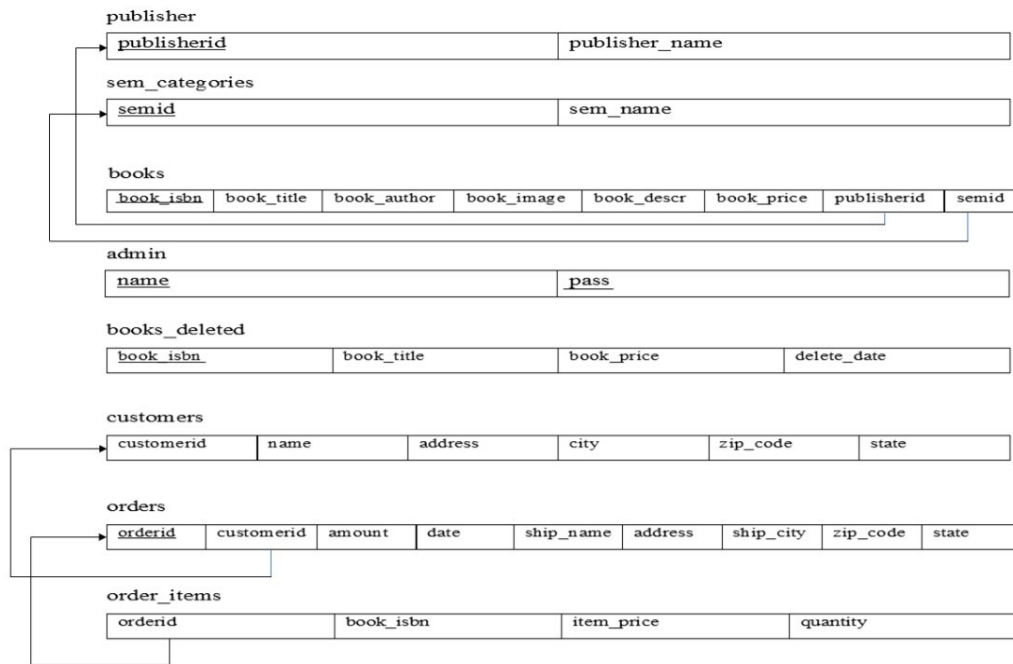 publisher
publisherid publisher_name
sem_categories
semid sem_name
books
book_isbn book_title book_author book_image book_descr book_price publisherid semid
admin
name pass
books_deleted
book_isbn book_title book_price delete_date
customers
customerid name address city zip_code state
orders
orderid customerid amount date ship_name address ship_city zip_code state
order_items
orderid book_isbn item_price quantity